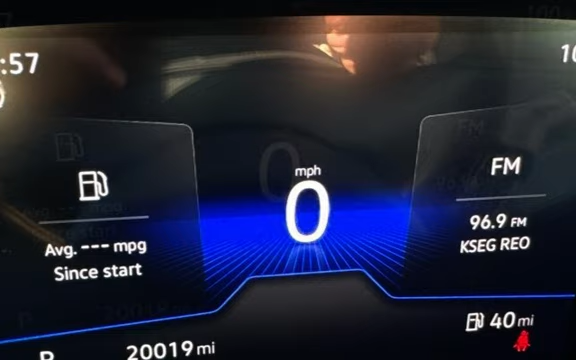 :57
10
mph
0
FM
Avg. --- mpg
Since start
96.9 FM
KSEG REO
40 mi
P
20019 mi